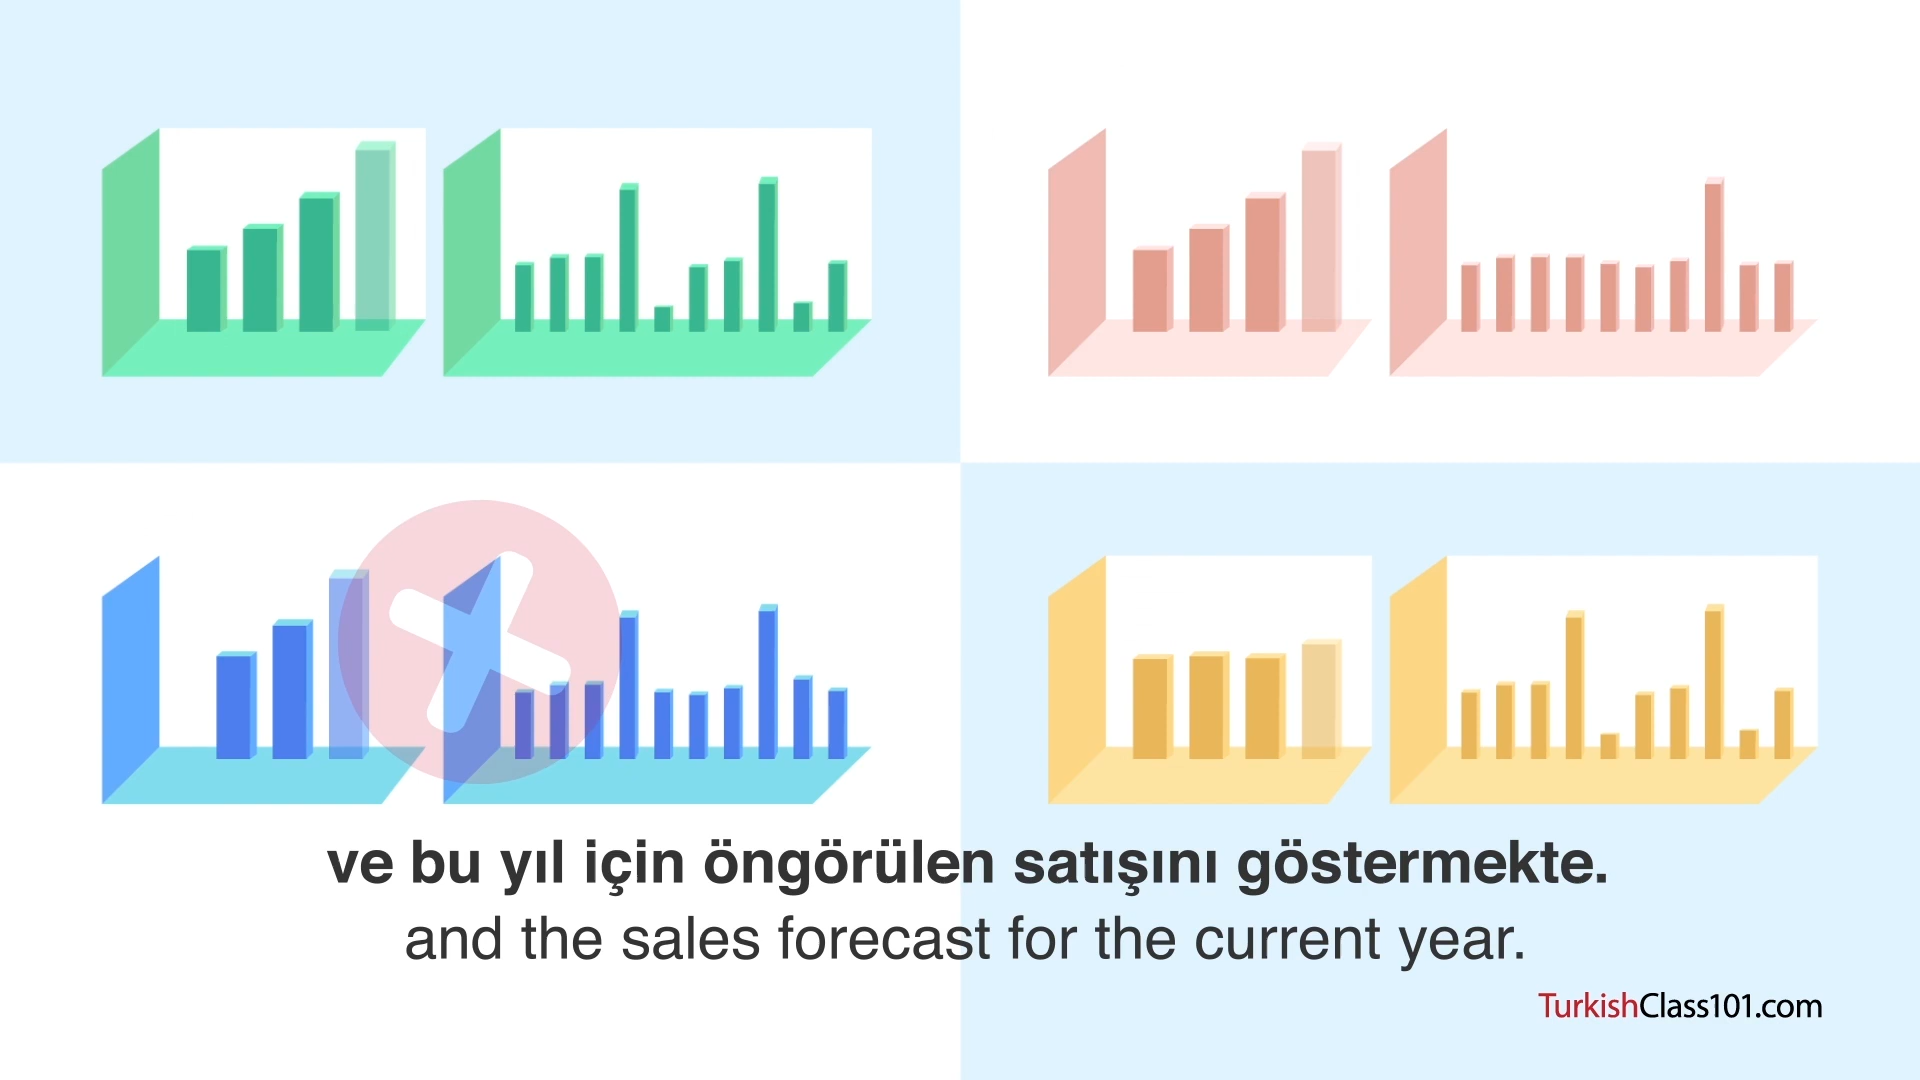 ve bu yıl için öngörülen satışını göstermekte.
and the sales forecast for the current year.
TurkishClass101.com